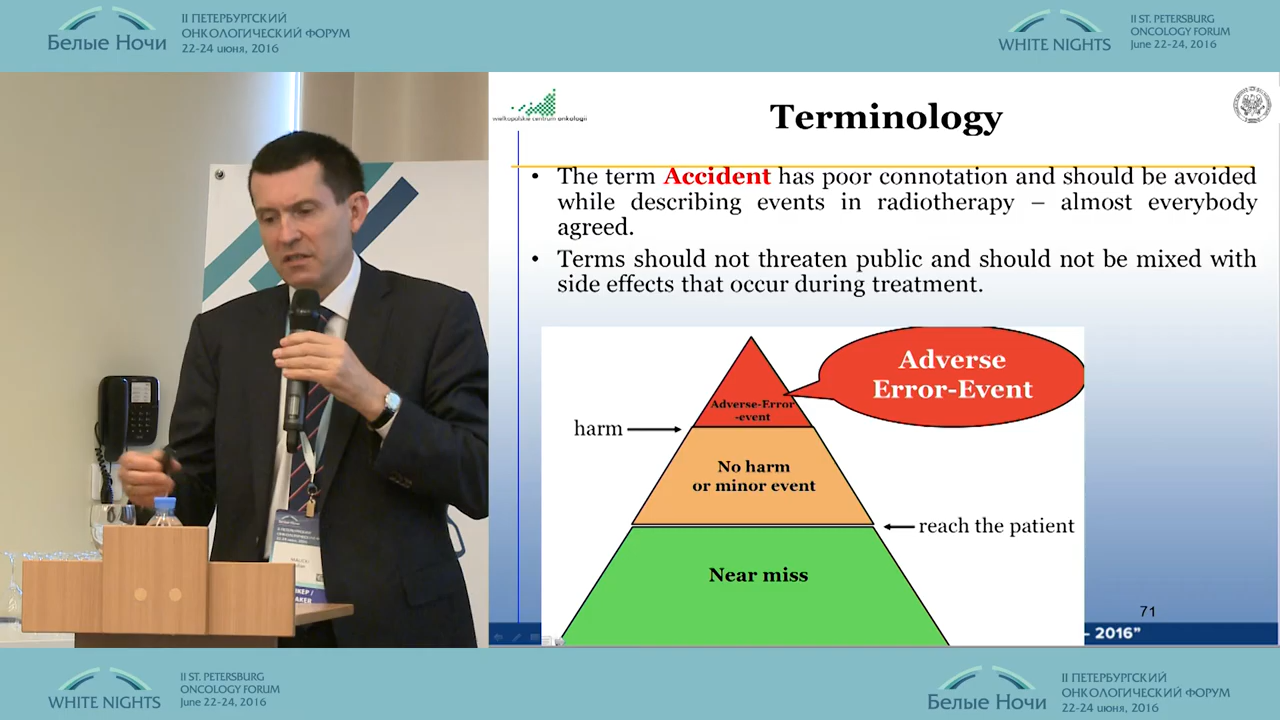 II ПЕТЕРБУРГСКИЙ
ОНКОЛОГИЧЕСКИЙ ФОРУМ
Белые Ночи
22-24 июня, 2016
II ST. PETERSBURG
ONCOLOGY FORUM
WHITE NIGHTS
June 22-24, 2016
wielkopolskie centrum onkologii
Terminology
• The term Accident has poor connotation and should be avoided
while describing events in radiotherapy – almost everybody
agreed.
• Terms should not threaten public and should not be mixed with
side effects that occur during treatment.
Adverse
Error-Event
Adverse-Error
-event
harm
No harm
or minor event
reach the patient
Near miss
71
– 2016”
II ST. PETERSBURG
ONCOLOGY FORUM
WHITE NIGHTS
June 22-24, 2016
II ПЕТЕРБУРГСКИЙ
ОНКОЛОГИЧЕСКИЙ ФОРУМ
Белые Ночи
22-24 июня, 2016